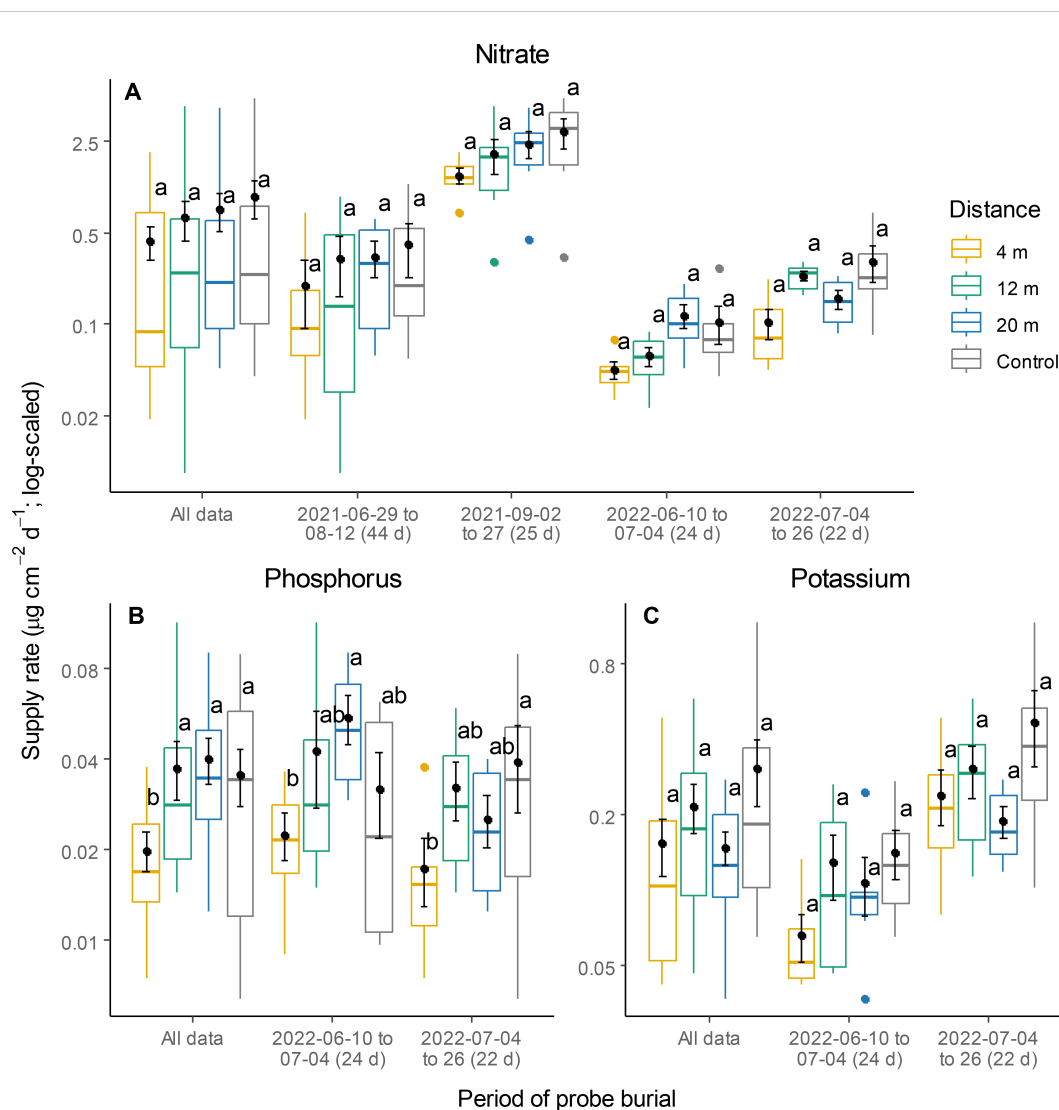 Nitrate
A
2.5
0.5
0.1
0.02
a a a a
a a a a
a a a a
a a a a
a a a a
All data
2021-06-29 to
08-12 (44 d)
2021-09-02
to 27 (25 d)
2022-06-10 to
07-04 (24 d)
2022-07-04
to 26 (22 d)
Distance
4 m
12 m
20 m
Control
Supply rate (μg cm⁻² d⁻¹; log-scaled)
Phosphorus
B
0.08
0.04
0.02
0.01
b a a a
b ab a ab
b ab ab a
All data
2022-06-10 to
07-04 (24 d)
2022-07-04
to 26 (22 d)
Potassium
C
0.8
0.2
0.05
a a a a
a a a a
a a a a
All data
2022-06-10 to
07-04 (24 d)
2022-07-04
to 26 (22 d)
Period of probe burial